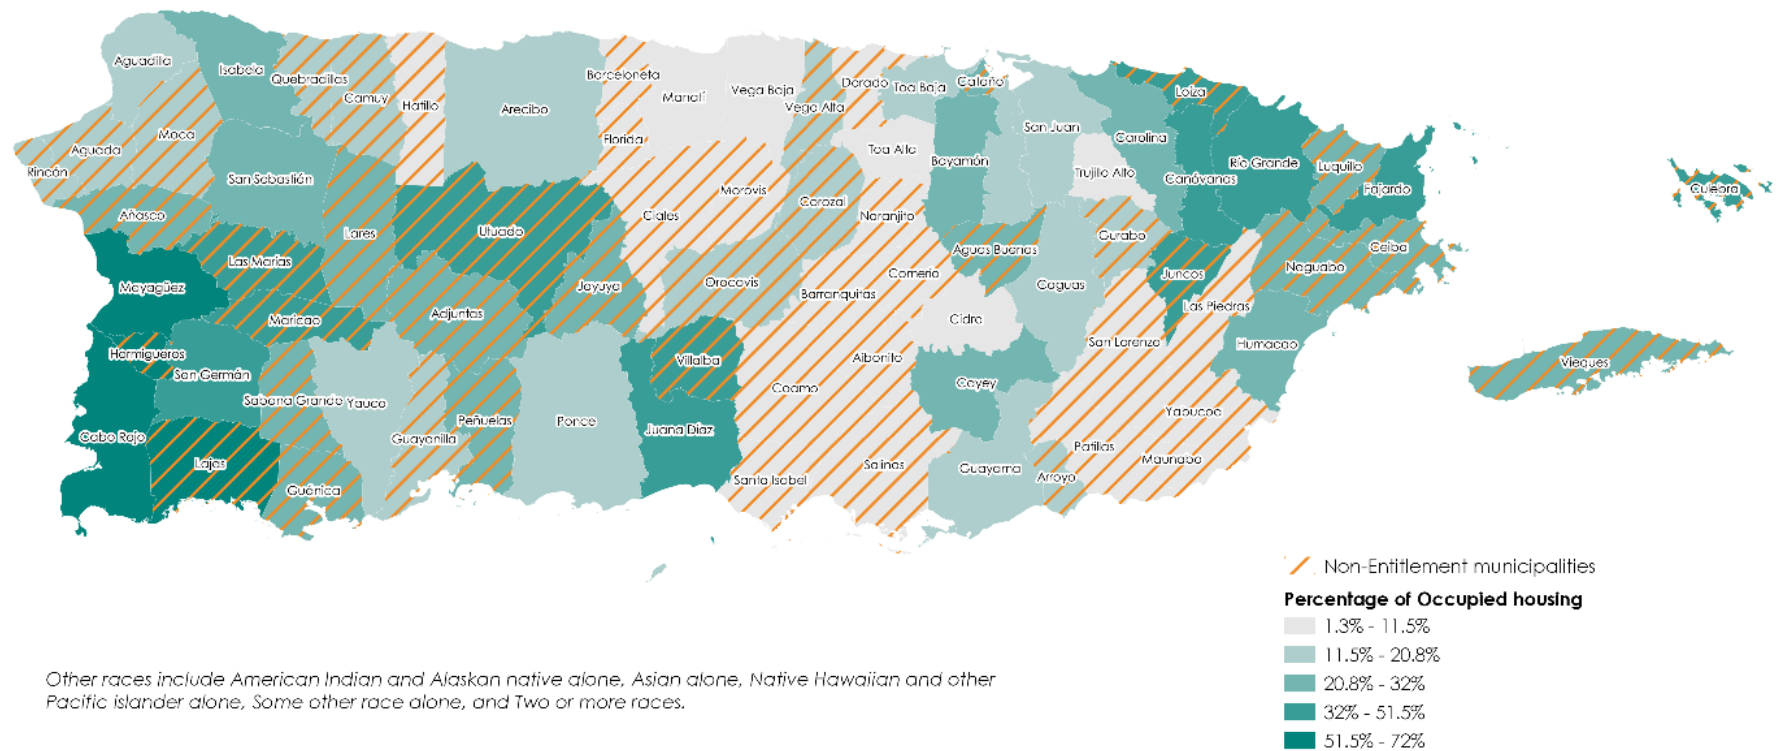 Aguadilla
Isabela
Quebradillas
Camuy
Hatillo
Arecibo
Barceloneta
Manatí
Vega Baja
Vega Alta
Dorado
Toa Baja
Cataño
San Juan
Loiza
Moca
Aguada
Rincón
Florida
Toa Alta
Bayamón
Trujillo Alto
Carolina
Canóvanas
Río Grande
Luquillo
Fajardo
Culebra
San Sebastián
Añasco
Lares
Utuado
Ciales
Morovis
Corozal
Naranjito
Aguas Buenas
Gurabo
Ceiba
Naguabo
Juncos
Las Marias
Mayagüez
Maricao
Adjuntas
Jayuya
Orocovis
Barranquitas
Comerio
Cidra
Caguas
Las Piedras
San Lorenzo
Humacao
Hormigueros
San Germán
Sabana Grande
Yauco
Villalba
Aibonito
Coamo
Cayey
Vieques
Cabo Rojo
Lajas
Guánica
Guayanilla
Peñuelas
Ponce
Juana Díaz
Santa Isabel
Salinas
Guayama
Arroyo
Patillas
Yabucoa
Maunabo
Non-Entitlement municipalities
Percentage of Occupied housing
1.3% - 11.5%
11.5% - 20.8%
20.8% - 32%
32% - 51.5%
51.5% - 72%
Other races include American Indian and Alaskan native alone, Asian alone, Native Hawaiian and other
Pacific islander alone, Some other race alone, and Two or more races.